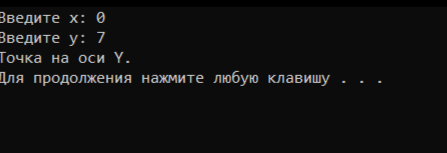 Введите x: 0
Введите y: 7
Точка на оси Y.
Для продолжения нажмите любую клавишу . . .